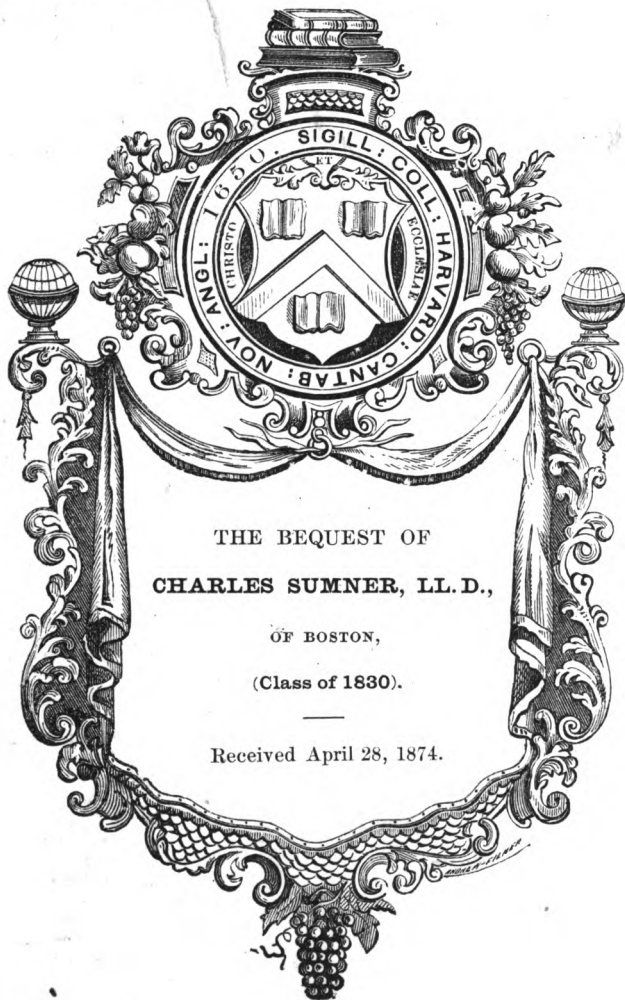 SIGILL : COLL : HARVARD : CANTAB : NOV : ANGL : 1650.
CHRISTO
ET
ECCLESIAE
THE BEQUEST OF
CHARLES SUMNER, LL. D.,
OF BOSTON,
(Class of 1830).
Received April 28, 1874.